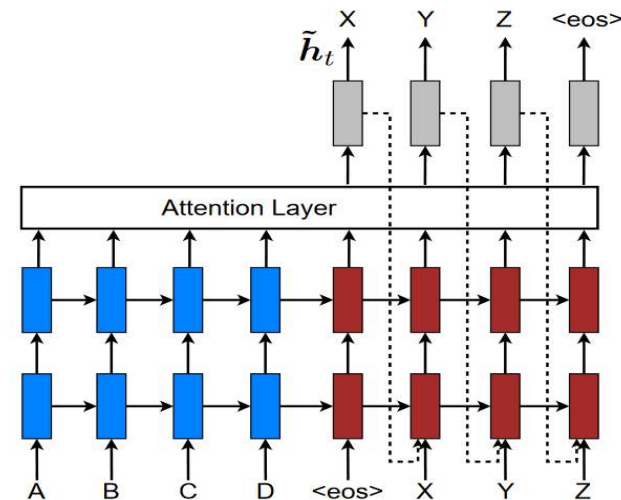 X Y Z <eos>
h̃ₜ
Attention Layer
A B C D <eos> X Y Z